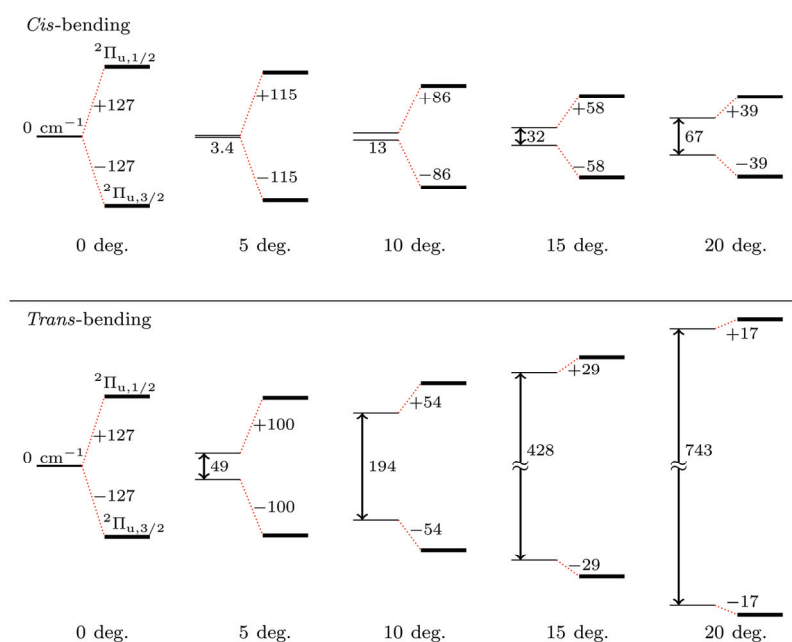 Cis-bending
²Πu,1/2
+127
0 cm⁻¹
−127
²Πu,3/2
0 deg.
+115
3.4
−115
5 deg.
+86
13
−86
10 deg.
+58
32
−58
15 deg.
+39
67
−39
20 deg.
Trans-bending
²Πu,1/2
+127
0 cm⁻¹
−127
²Πu,3/2
0 deg.
+100
49
−100
5 deg.
+54
194
−54
10 deg.
+29
428
−29
15 deg.
+17
743
−17
20 deg.